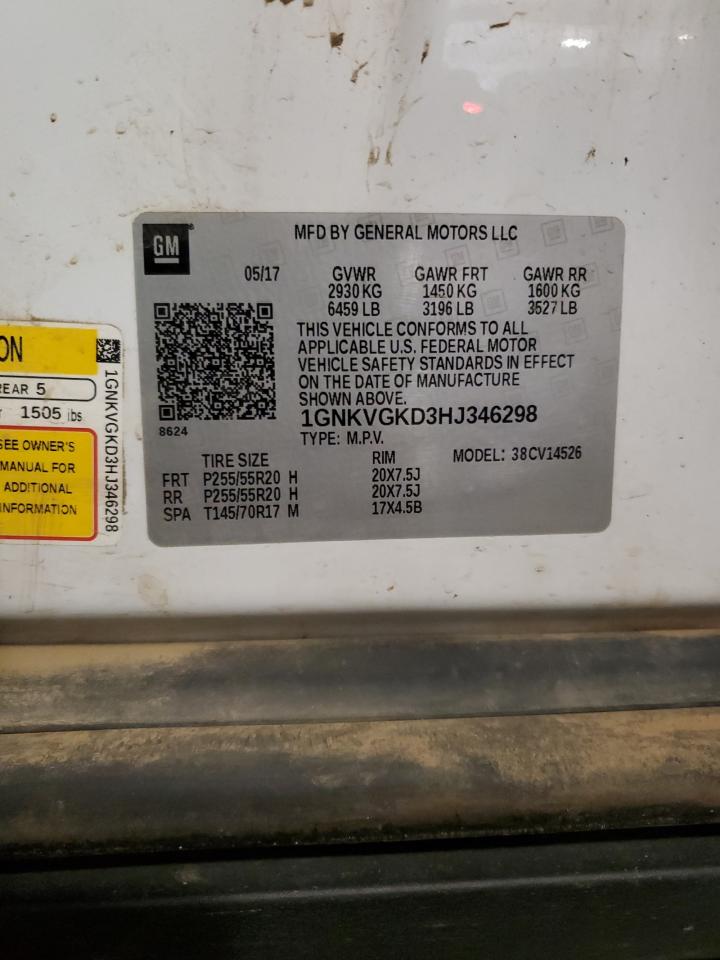 GM
MFD BY GENERAL MOTORS LLC
05/17 GVWR GAWR FRT GAWR RR
2930 KG 1450 KG 1600 KG
6459 LB 3196 LB 3527 LB
THIS VEHICLE CONFORMS TO ALL
APPLICABLE U.S. FEDERAL MOTOR
VEHICLE SAFETY STANDARDS IN EFFECT
ON THE DATE OF MANUFACTURE
SHOWN ABOVE.
1GNKVGKD3HJ346298
8624
TYPE: M.P.V. MODEL: 38CV14526
TIRE SIZE RIM
FRT P255/55R20 H 20X7.5J
RR P255/55R20 H 20X7.5J
SPA T145/70R17 M 17X4.5B
ON
REAR 5
1505 lbs
SEE OWNER'S
MANUAL FOR
ADDITIONAL
INFORMATION
1GNKVGKD3HJ346298